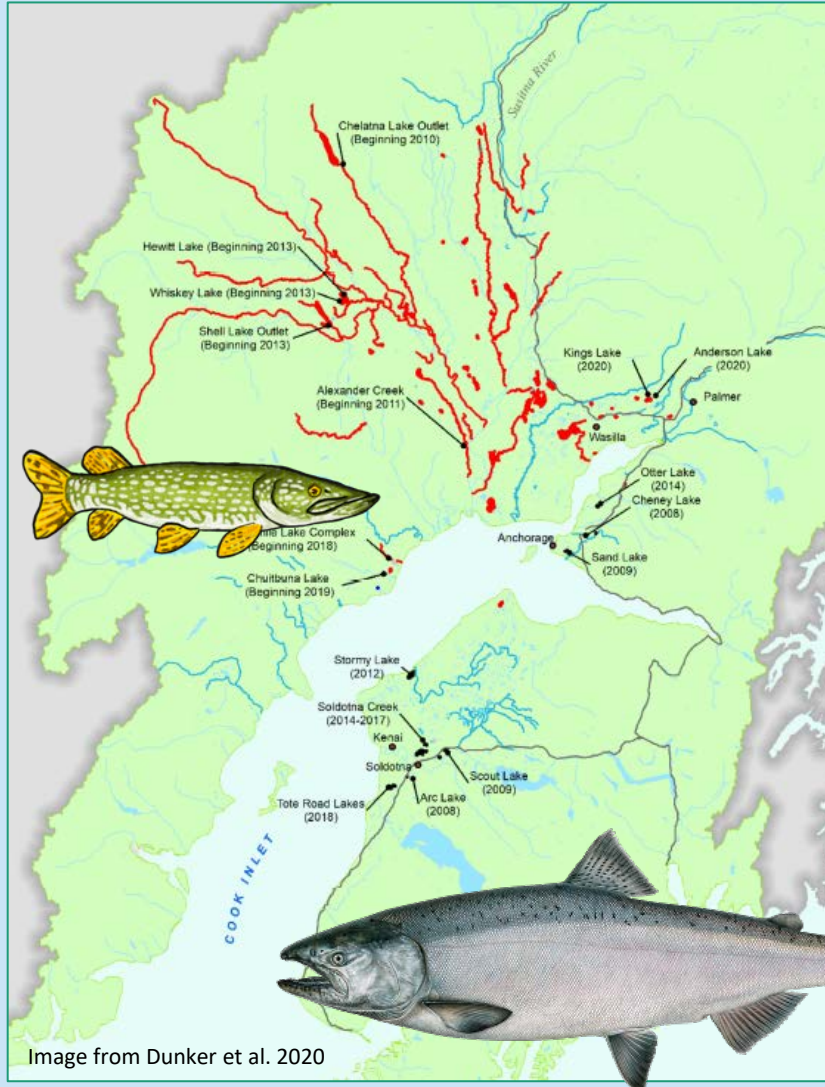 Susitna River
Chelatna Lake Outlet
(Beginning 2010)
Hewitt Lake (Beginning 2013)
Whiskey Lake (Beginning 2013)
Shell Lake Outlet
(Beginning 2013)
Alexander Creek
(Beginning 2011)
Kings Lake
(2020)
Anderson Lake
(2020)
Palmer
Wasilla
Otter Lake
(2014)
Cheney Lake
(2008)
Anchorage
Sand Lake
(2009)
Lake Complex
(Beginning 2018)
Chuitbuna Lake
(Beginning 2019)
Stormy Lake
(2012)
Soldotna Creek
(2014-2017)
Kenai
Soldotna
Scout Lake
(2009)
Tote Road Lakes
(2018)
Arc Lake
(2008)
COOK INLET
Image from Dunker et al. 2020